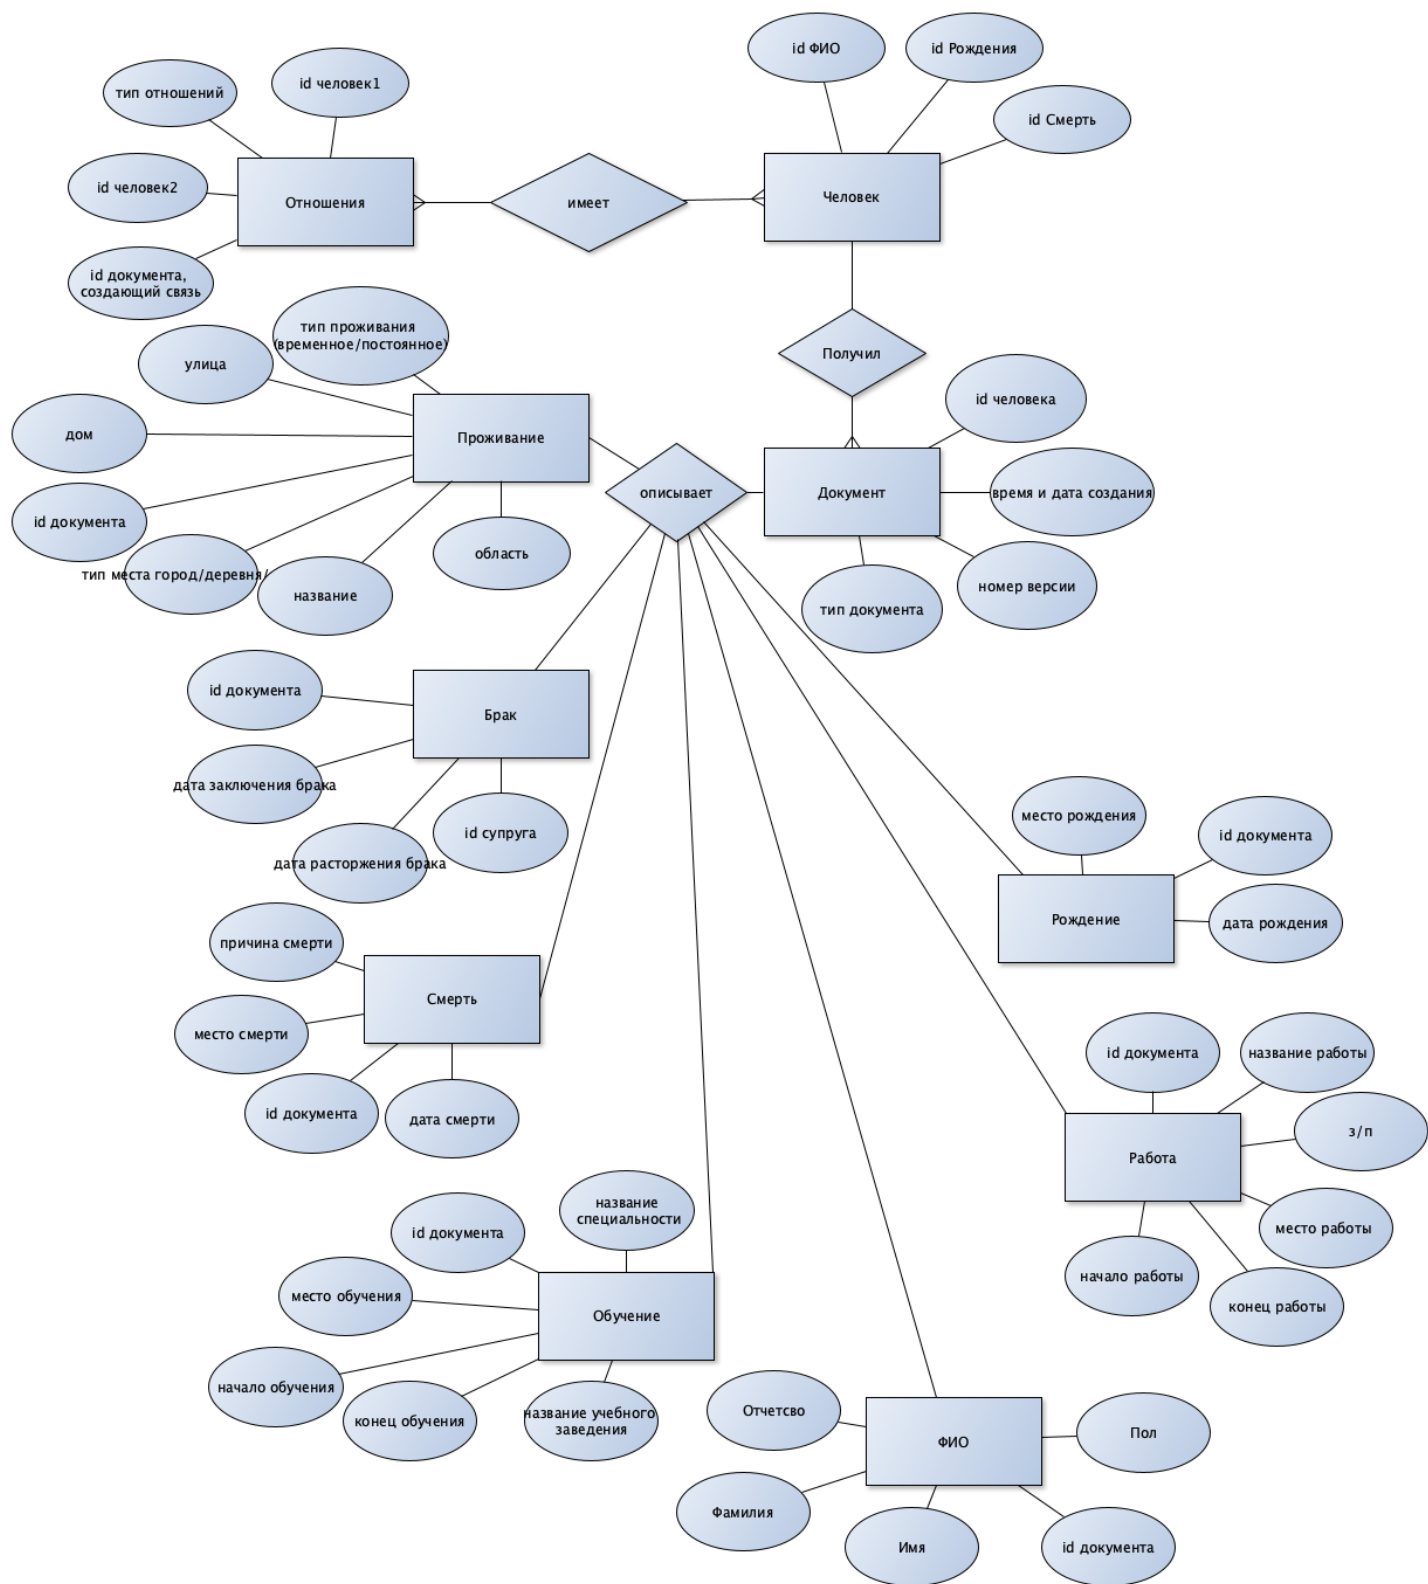 id ФИО
id Рождения
id человек1
тип отношений
id Смерть
id человек2
Отношения
имеет
Человек
id документа,
создающий связь
тип проживания
(временное/постоянное)
улица
Получил
id человека
дом
Проживание
описывает
Документ
время и дата создания
id документа
область
тип места город/деревня/
название
номер версии
тип документа
id документа
Брак
дата заключения брака
id супруга
дата расторжения брака
место рождения
id документа
Рождение
дата рождения
причина смерти
Смерть
место смерти
id документа
дата смерти
id документа
название работы
з/п
Работа
место работы
начало работы
конец работы
название
специальности
id документа
место обучения
Обучение
начало обучения
конец обучения
название учебного
заведения
Отчетсво
ФИО
Пол
Фамилия
Имя
id документа